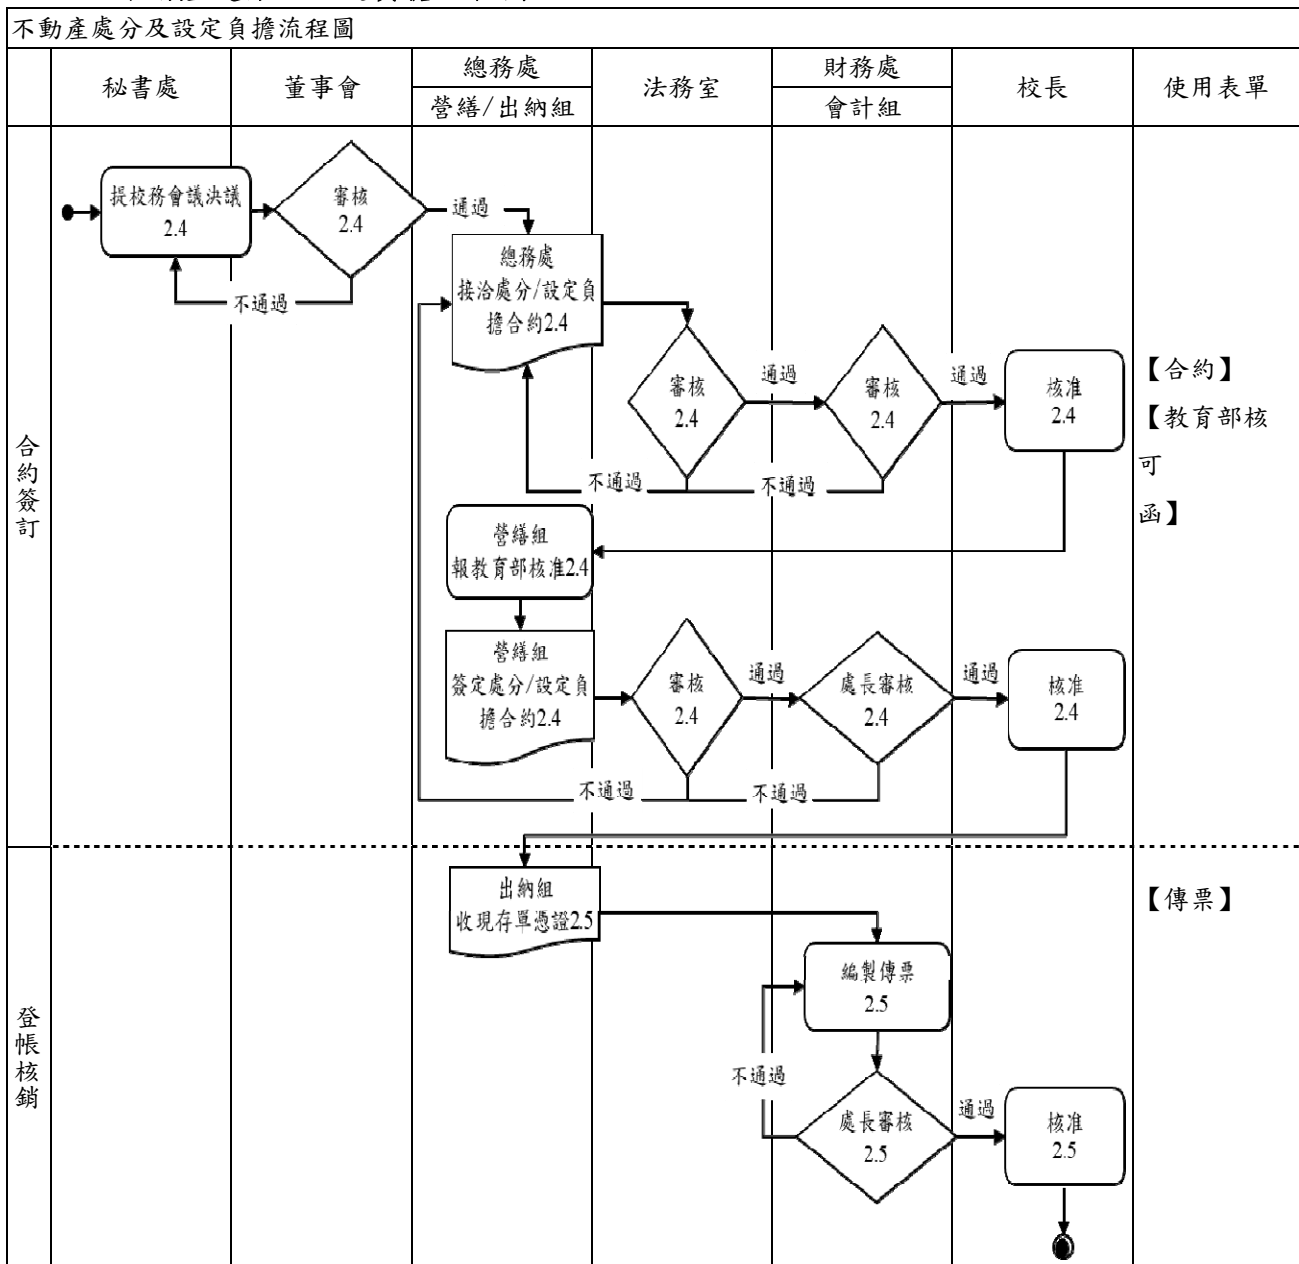 不動產處分及設定負擔流程圖
秘書處
董事會
總務處
營繕/出納組
法務室
財務處
會計組
校長
使用表單
合約簽訂
提校務會議決議
2.4
審核
2.4
通過
不通過
總務處
接洽處分/設定負
擔合約2.4
審核
2.4
通過
審核
2.4
通過
核准
2.4
不通過
不通過
【合約】
【教育部核
可
函】
營繕組
報教育部核准2.4
營繕組
簽定處分/設定負
擔合約2.4
審核
2.4
通過
處長審核
2.4
通過
核准
2.4
不通過
不通過
登帳核銷
出納組
收現存單憑證2.5
【傳票】
編製傳票
2.5
不通過
處長審核
2.5
通過
核准
2.5